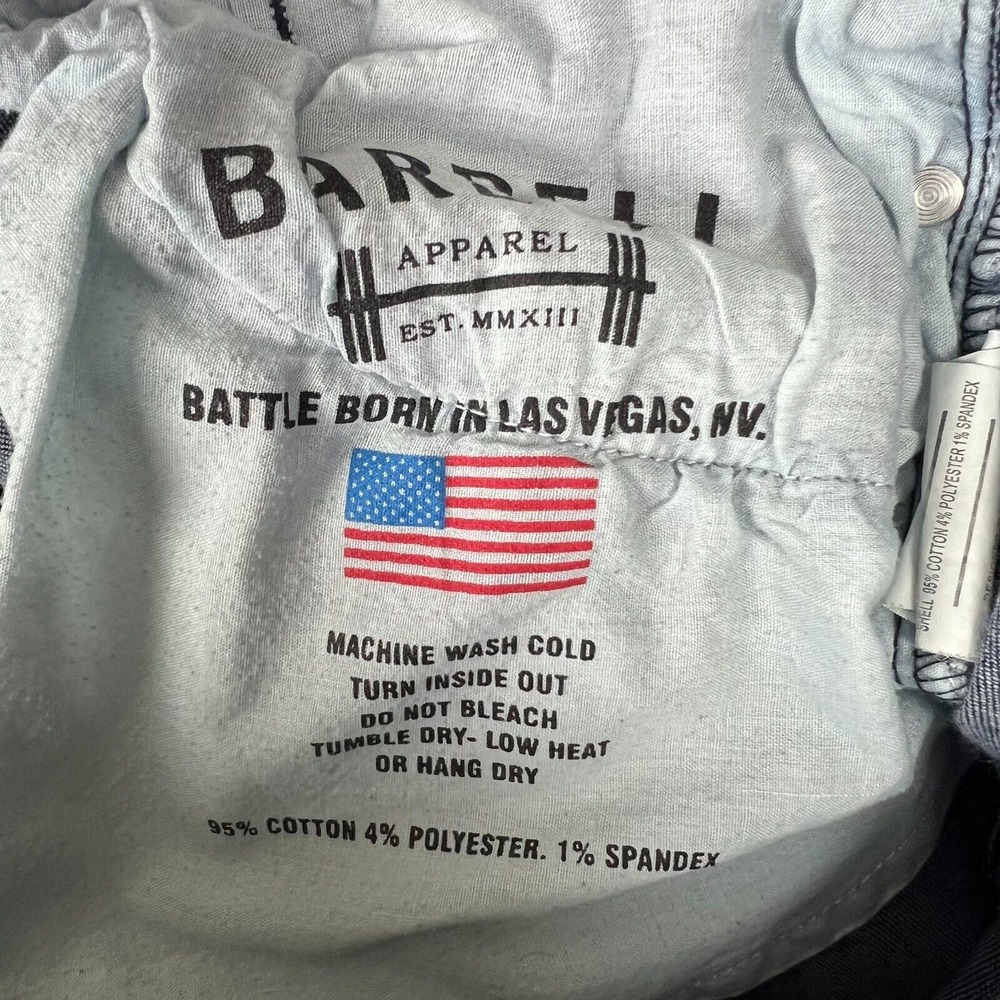 BARBELL
APPAREL
EST. MMXIII
BATTLE BORN IN LAS VEGAS, NV.
MACHINE WASH COLD
TURN INSIDE OUT
DO NOT BLEACH
TUMBLE DRY- LOW HEAT
OR HANG DRY
95% COTTON 4% POLYESTER. 1% SPANDEX
SHELL 95% COTTON 4% POLYESTER 1% SPANDEX